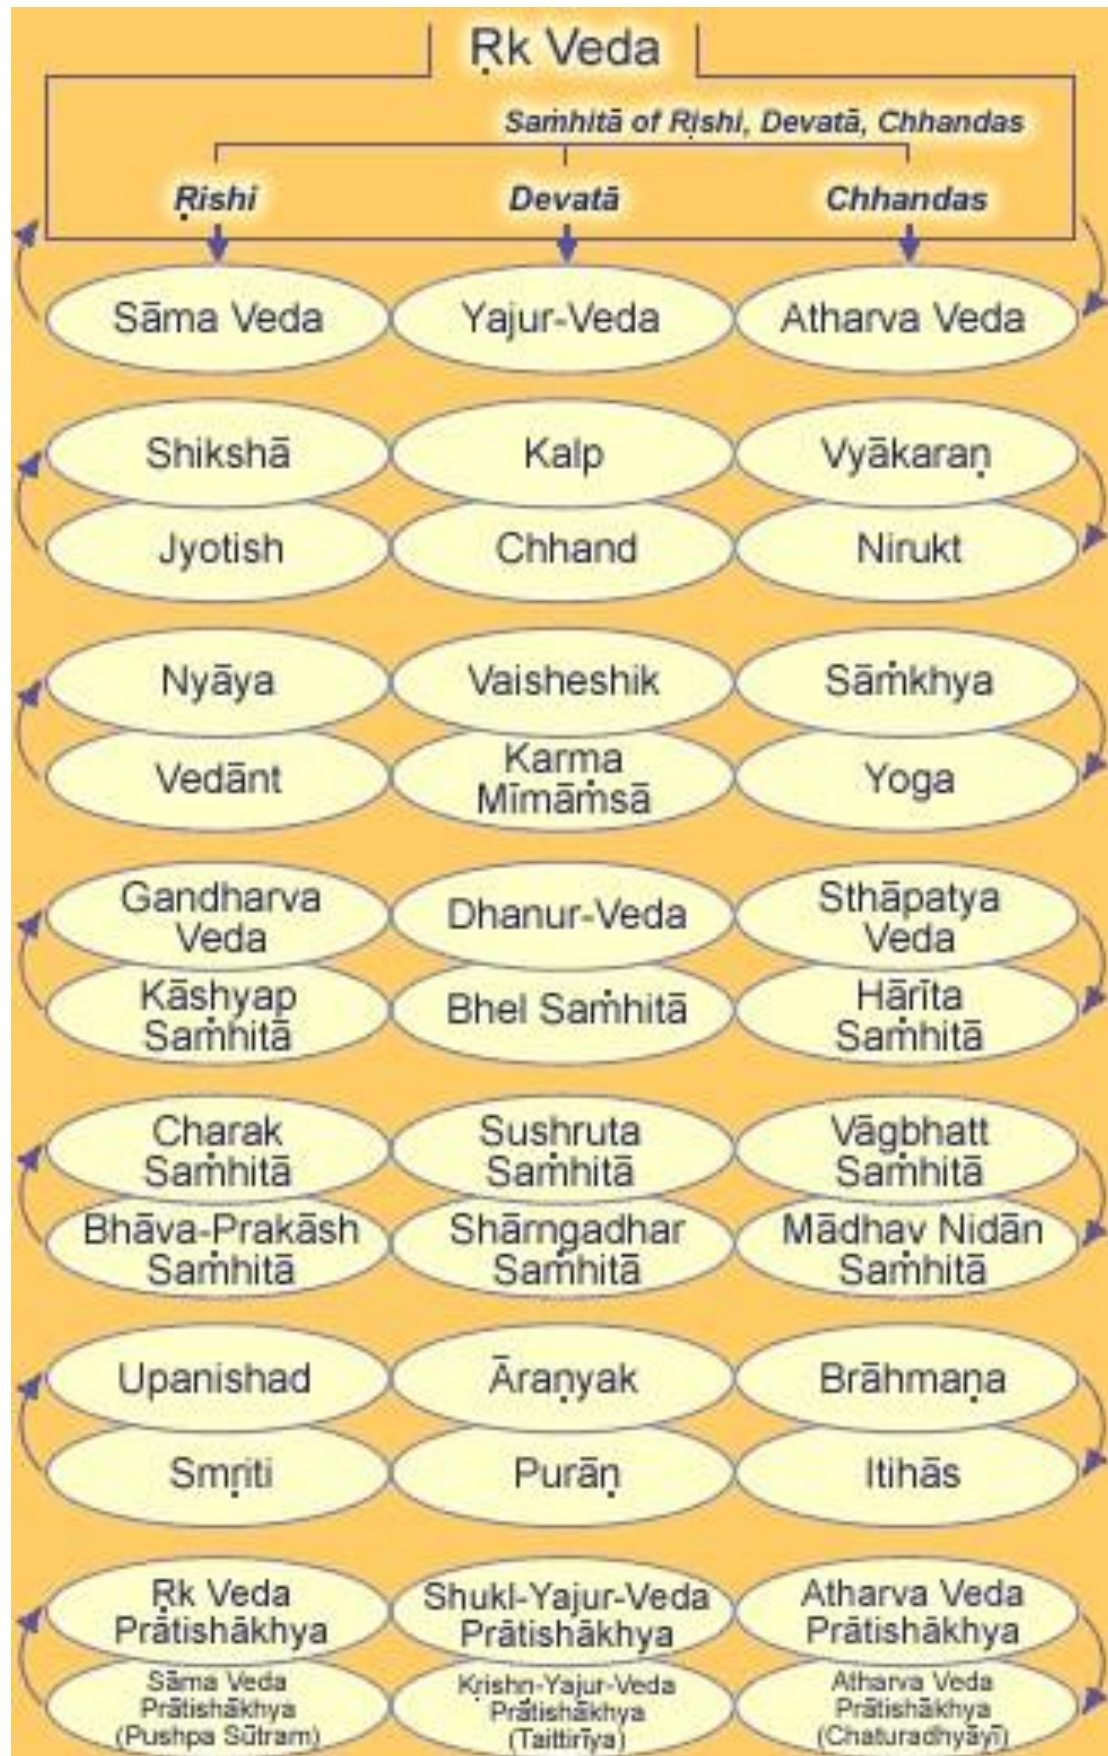 Ṛk Veda
Saṁhitā of Ṛishi, Devatā, Chhandas
Ṛishi Devatā Chhandas
Sāma Veda Yajur-Veda Atharva Veda
Shikshā Kalp Vyākaraṇ
Jyotish Chhand Nirukt
Nyāya Vaisheshik Sāṁkhya
Vedānt
Karma
Mīmāṁsā
Yoga
Gandharva
Veda
Dhanur-Veda
Sthāpatya
Veda
Kāshyap
Saṁhitā
Bhel Saṁhitā
Hārīta
Saṁhitā
Charak
Saṁhitā
Sushruta
Saṁhitā
Vāgbhatt
Saṁhitā
Bhāva-Prakāsh
Saṁhitā
Shārngadhar
Saṁhitā
Mādhav Nidān
Saṁhitā
Upanishad Āraṇyak Brāhmaṇa
Smṛiti Purāṇ Itihās
Ṛk Veda
Prātishākhya
Shukl-Yajur-Veda
Prātishākhya
Atharva Veda
Prātishākhya
Sāma Veda
Prātishākhya
(Pushpa Sūtram)
Kṛishṇ-Yajur-Veda
Prātishākhya
(Taittirīya)
Atharva Veda
Prātishākhya
(Chaturadhyāyī)